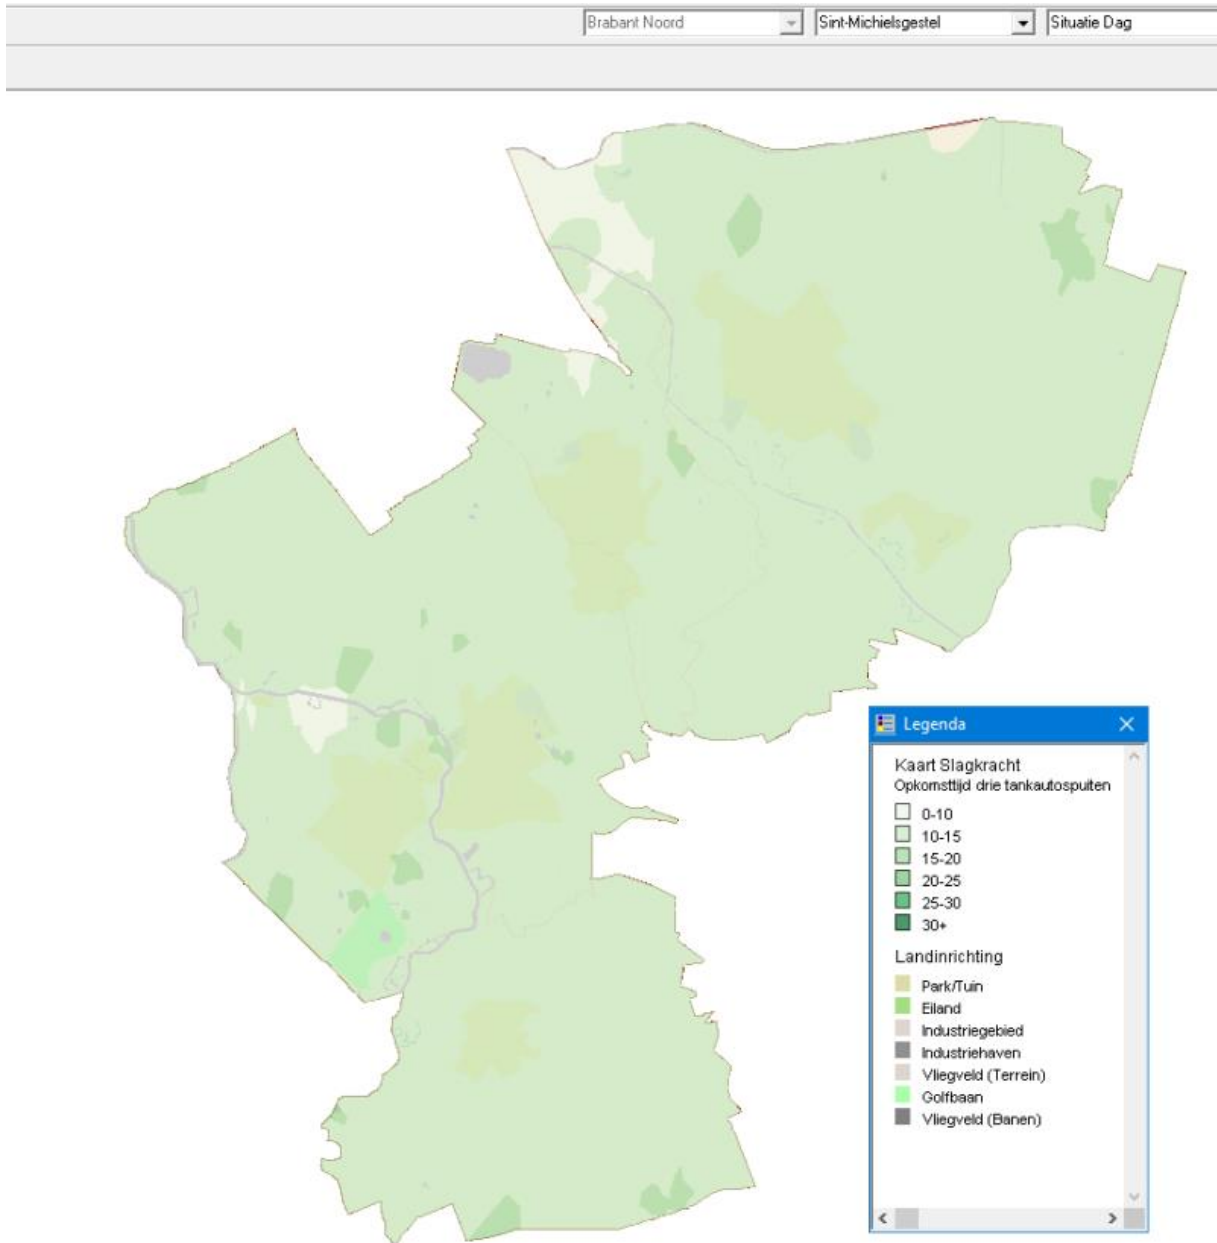 Brabant Noord
Sint-Michielsgestel
Situatie Dag
Legenda
Kaart Slagkracht
Opkomsttijd drie tankautospuiten
0-10
10-15
15-20
20-25
25-30
30+
Landinrichting
Park/Tuin
Eiland
Industriegebied
Industriehaven
Vliegveld (Terrein)
Golfbaan
Vliegveld (Banen)